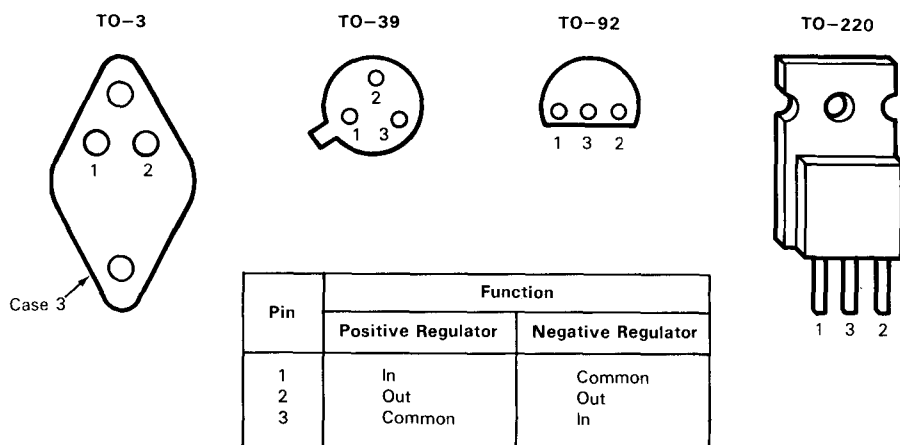 TO–3 TO–39 TO–92 TO–220
2
1 3
1 2
1 3 2
Case 3
Pin Function
Positive Regulator Negative Regulator
1 In Common
2 Out Out
3 Common In
1 3 2